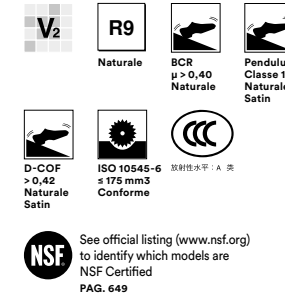 V2
R9
Naturale
BCR
μ > 0,40
Naturale
Pendulu
Classe 1
Naturale
Satin
D-COF
> 0,42
Naturale
Satin
ISO 10545-6
≤ 175 mm3
Conforme
CCC
放射性水平：A 类
NSF
See official listing (www.nsf.org)
to identify which models are
NSF Certified
PAG. 649